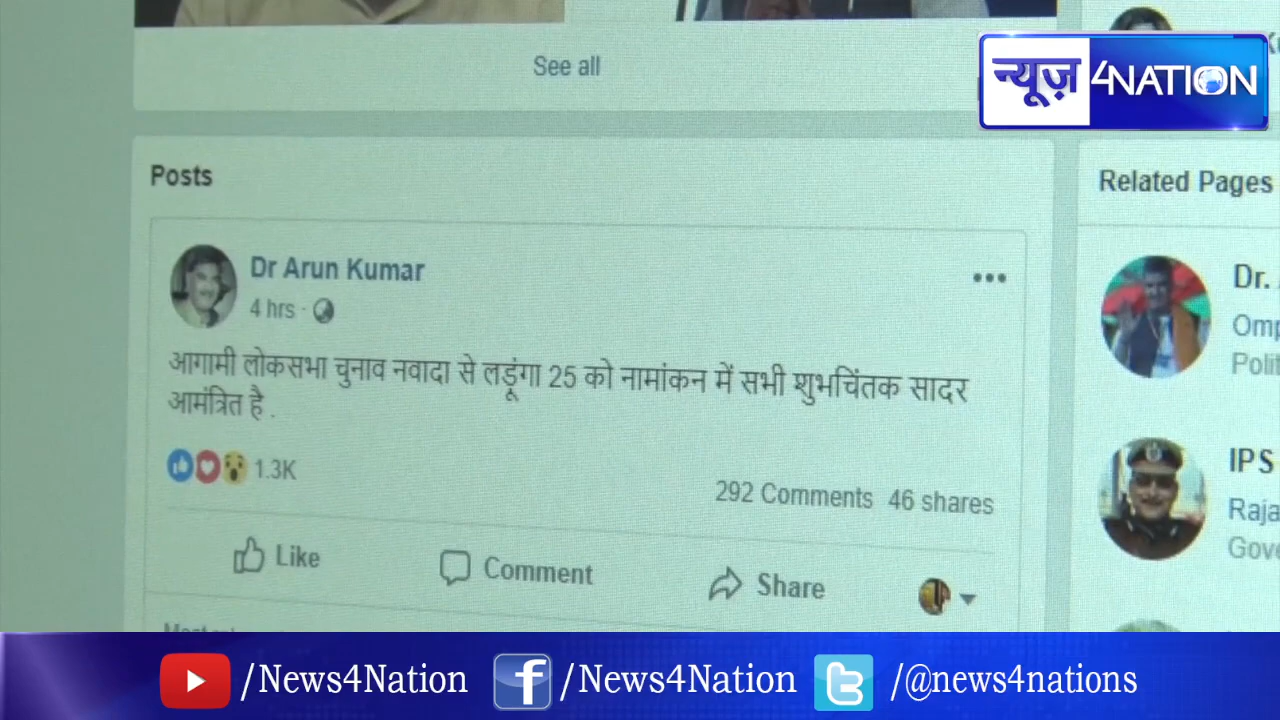 See all
न्यूज़ 4NATION
Posts
Related Pages
Dr Arun Kumar
4 hrs
Dr.
आगामी लोकसभा चुनाव नवादा से लड़ूंगा 25 को नामांकन में सभी शुभचिंतक सादर
आमंत्रित है .
1.3K
292 Comments 46 shares
IPS
Like
Comment
Share
/News4Nation
/News4Nation
/@news4nations